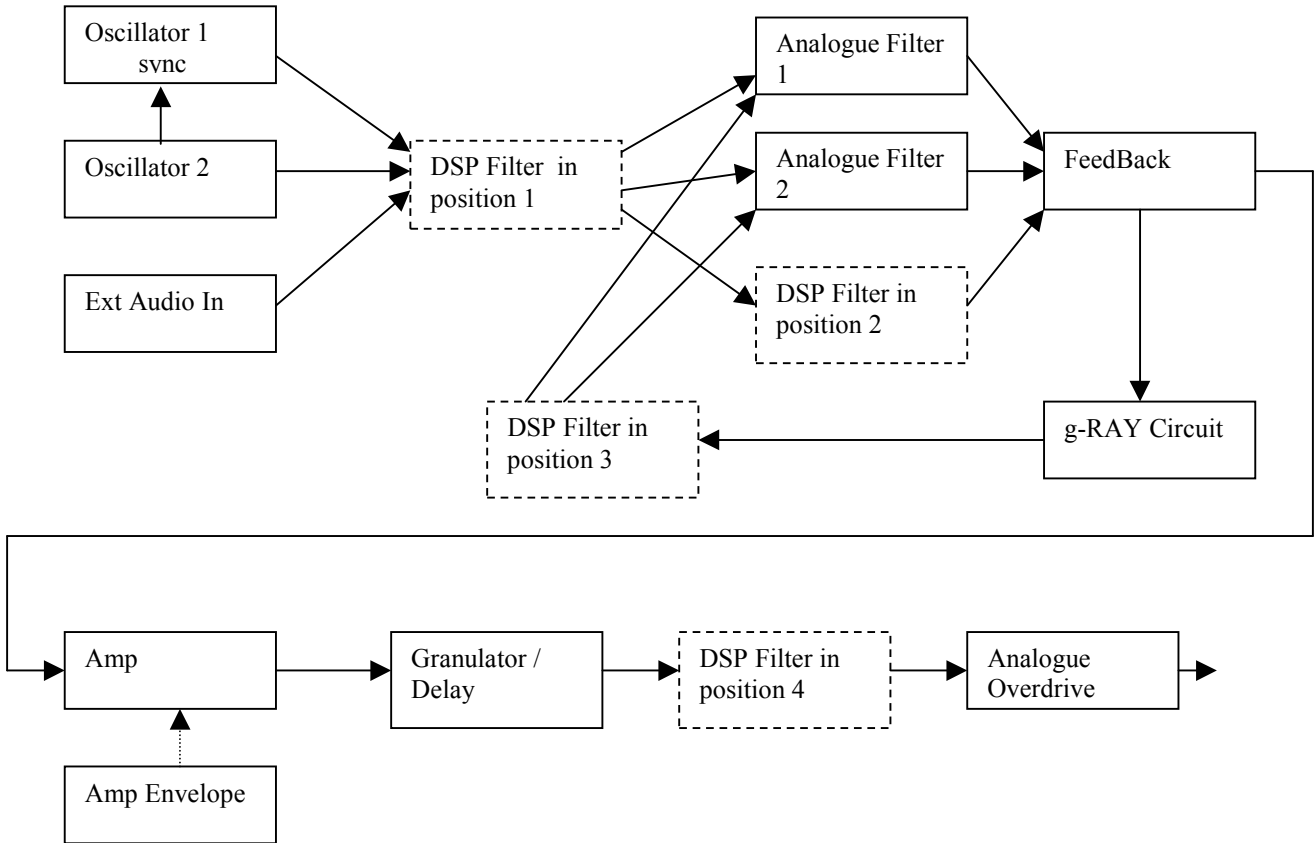 Oscillator 1
sync
Analogue Filter
1
Oscillator 2
DSP Filter in
position 1
Analogue Filter
2
FeedBack
Ext Audio In
DSP Filter in
position 2
DSP Filter in
position 3
g-RAY Circuit
Amp
Granulator /
Delay
DSP Filter in
position 4
Analogue
Overdrive
Amp Envelope